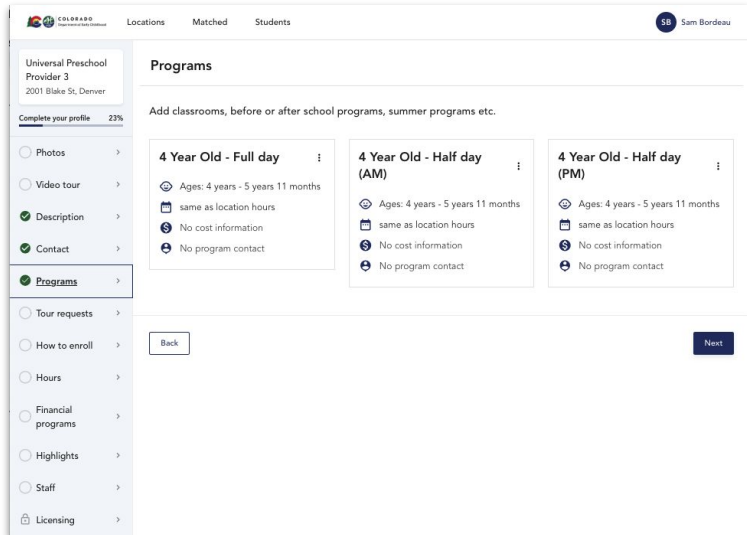 COLORADO
Department of Early Childhood
Locations
Matched
Students
SB
Sam Bordeau
Universal Preschool
Provider 3
2001 Blake St, Denver
Complete your profile
23%
Photos
Video tour
Description
Contact
Programs
Tour requests
How to enroll
Hours
Financial
programs
Highlights
Staff
Licensing
Programs
Add classrooms, before or after school programs, summer programs etc.
4 Year Old - Full day
Ages: 4 years - 5 years 11 months
same as location hours
No cost information
No program contact
4 Year Old - Half day
(AM)
Ages: 4 years - 5 years 11 months
same as location hours
No cost information
No program contact
4 Year Old - Half day
(PM)
Ages: 4 years - 5 years 11 months
same as location hours
No cost information
No program contact
Back
Next